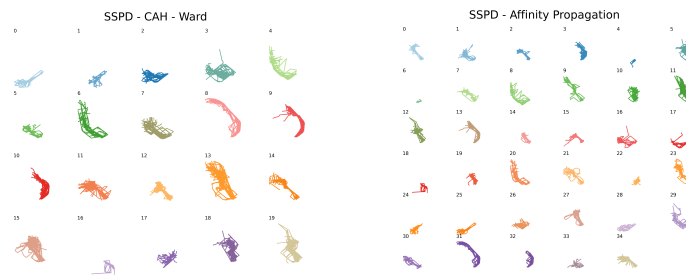 SSPD - CAH - Ward
0 1 2 3 4
5 6 7 8 9
10 11 12 13 14
15 16 17 18 19
SSPD - Affinity Propagation
0 1 2 3 4 5
6 7 8 9 10 11
12 13 14 15 16 17
18 19 20 21 22 23
24 25 26 27 28 29
30 31 32 33 34